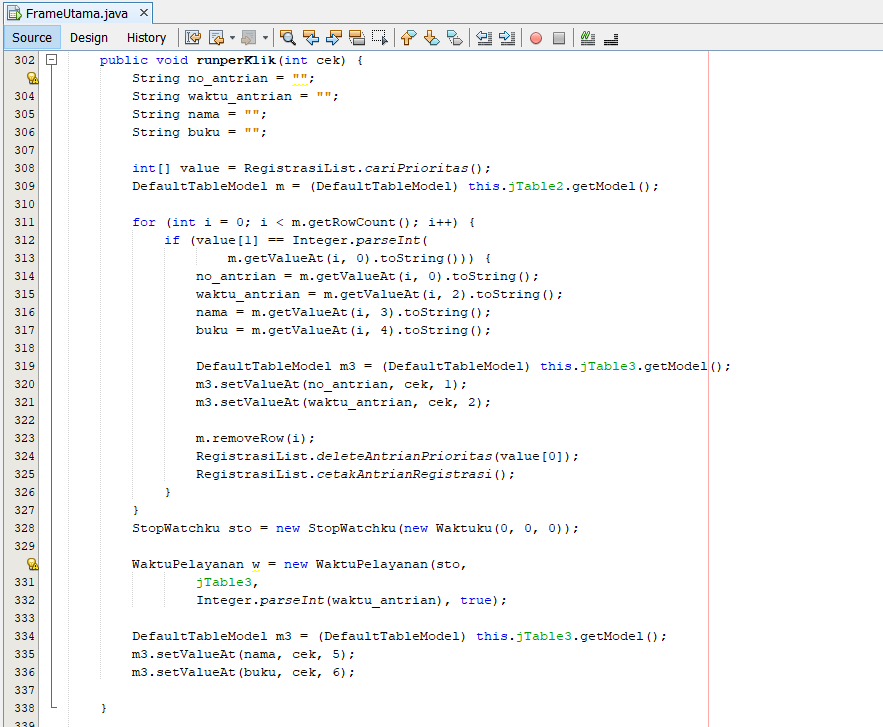 FrameUtama.java
Source Design History
302 public void runperKlik(int cek) {
String no_antrian = "";
304 String waktu_antrian = "";
305 String nama = "";
306 String buku = "";
307
308 int[] value = RegistrasiList.cariPrioritas();
309 DefaultTableModel m = (DefaultTableModel) this.jTable2.getModel();
310
311 for (int i = 0; i < m.getRowCount(); i++) {
312 if (value[1] == Integer.parseInt(
313 m.getValueAt(i, 0).toString())) {
314 no_antrian = m.getValueAt(i, 0).toString();
315 waktu_antrian = m.getValueAt(i, 2).toString();
316 nama = m.getValueAt(i, 3).toString();
317 buku = m.getValueAt(i, 4).toString();
318
319 DefaultTableModel m3 = (DefaultTableModel) this.jTable3.getModel();
320 m3.setValueAt(no_antrian, cek, 1);
321 m3.setValueAt(waktu_antrian, cek, 2);
322
323 m.removeRow(i);
324 RegistrasiList.deleteAntrianPrioritas(value[0]);
325 RegistrasiList.cetakAntrianRegistrasi();
326 }
327 }
328 StopWatchku sto = new StopWatchku(new Waktuku(0, 0, 0));
329
WaktuPelayanan w = new WaktuPelayanan(sto,
331 jTable3,
332 Integer.parseInt(waktu_antrian), true);
333
334 DefaultTableModel m3 = (DefaultTableModel) this.jTable3.getModel();
335 m3.setValueAt(nama, cek, 5);
336 m3.setValueAt(buku, cek, 6);
337
338 }
339